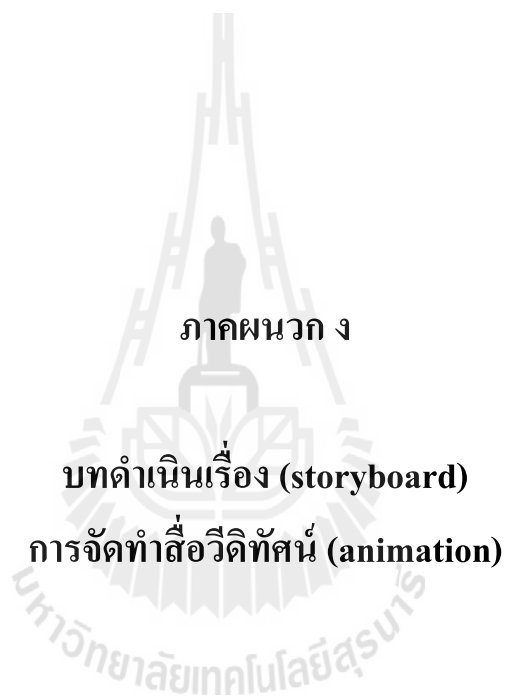 ภาคผนวก ง
บทดำเนินเรื่อง (storyboard)
การจัดทำสื่อวีดิทัศน์ (animation)
มหาวิทยาลัยเทคโนโลยีสุรนารี